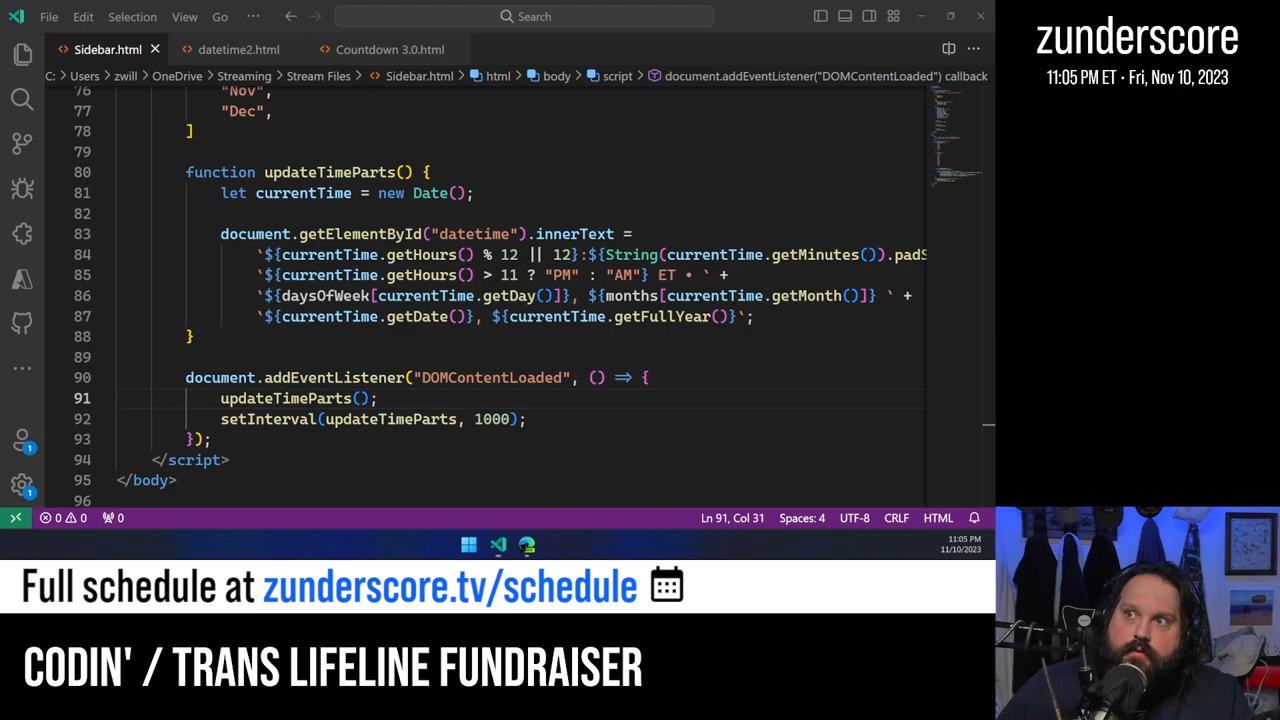 File Edit Selection View Go ··· Search
Sidebar.html datetime2.html Countdown 3.0.html
C: > Users > zwill > OneDrive > Streaming > Stream Files > Sidebar.html > html > body > script > document.addEventListener("DOMContentLoaded") callback
76 "Nov",
77 "Dec",
78 ]
79
80 function updateTimeParts() {
81 let currentTime = new Date();
82
83 document.getElementById("datetime").innerText =
84 `${currentTime.getHours() % 12 || 12}:${String(currentTime.getMinutes()).padS
85 `${currentTime.getHours() > 11 ? "PM" : "AM"} ET • ` +
86 `${daysOfWeek[currentTime.getDay()]}, ${months[currentTime.getMonth()]} ` +
87 `${currentTime.getDate()}, ${currentTime.getFullYear()}`;
88 }
89
90 document.addEventListener("DOMContentLoaded", () => {
91 updateTimeParts();
92 setInterval(updateTimeParts, 1000);
93 });
94 </script>
95 </body>
96
1
1
0 0 0 Ln 91, Col 31 Spaces: 4 UTF-8 CRLF HTML
11:05 PM
11/10/2023
zunderscore
11:05 PM ET • Fri, Nov 10, 2023
Full schedule at zunderscore.tv/schedule
CODIN' / TRANS LIFELINE FUNDRAISER